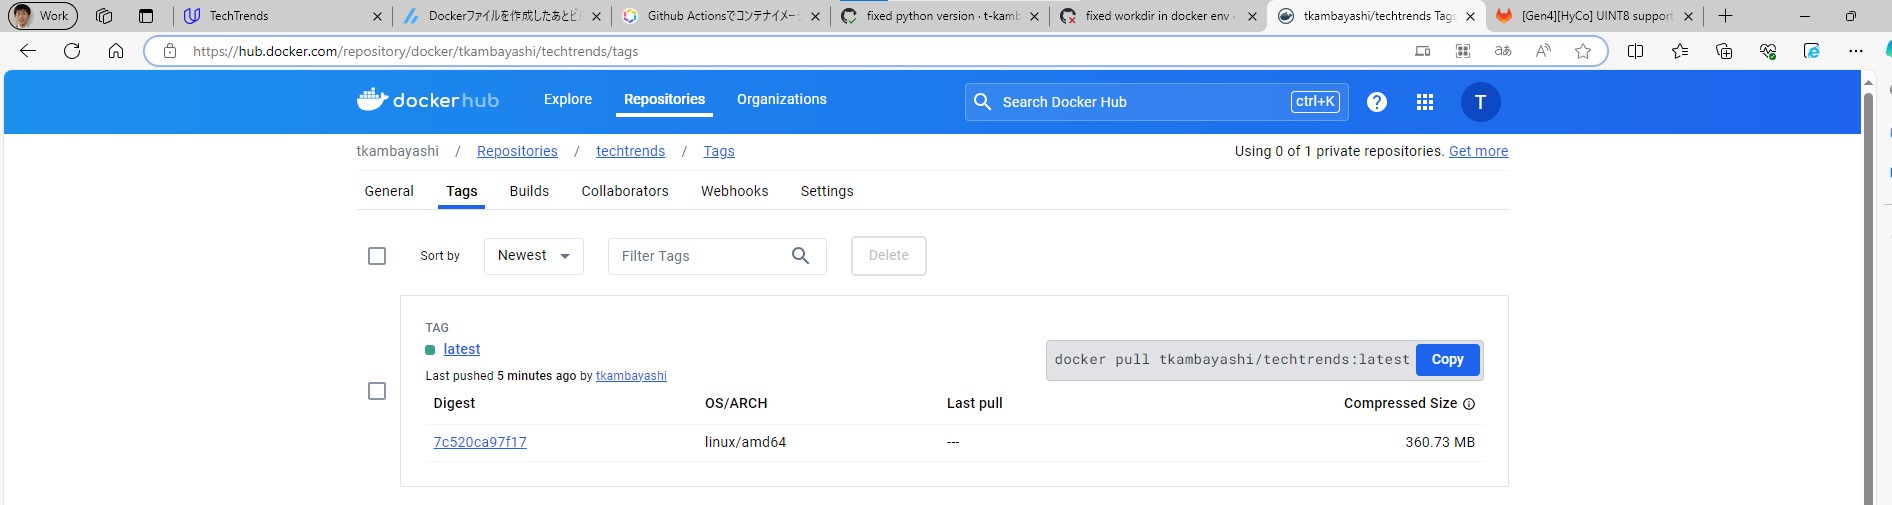 Work
TechTrends
Dockerファイルを作成したあとビル
Github Actionsでコンテナイメージ
fixed python version · t-kamb
fixed workdir in docker env ·
tkambayashi/techtrends Tags
[Gen4][HyCo] UINT8 support
https://hub.docker.com/repository/docker/tkambayashi/techtrends/tags
aあ
dockerhub
Explore
Repositories
Organizations
Search Docker Hub
ctrl+K
?
T
tkambayashi / Repositories / techtrends / Tags
Using 0 of 1 private repositories. Get more
General
Tags
Builds
Collaborators
Webhooks
Settings
Sort by
Newest
Filter Tags
Delete
TAG
latest
docker pull tkambayashi/techtrends:latest
Copy
Last pushed 5 minutes ago by tkambayashi
Digest
OS/ARCH
Last pull
Compressed Size
7c520ca97f17
linux/amd64
---
360.73 MB